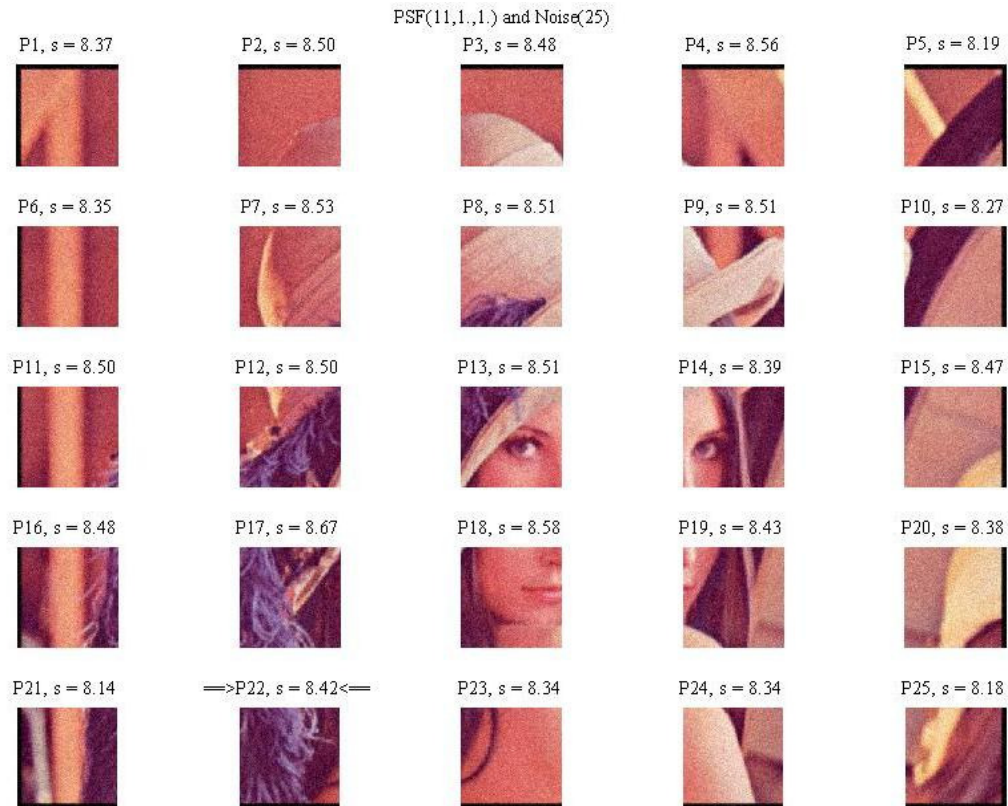 PSF(11,1.,1.) and Noise(25)
P1, s = 8.37 P2, s = 8.50 P3, s = 8.48 P4, s = 8.56 P5, s = 8.19
P6, s = 8.35 P7, s = 8.53 P8, s = 8.51 P9, s = 8.51 P10, s = 8.27
P11, s = 8.50 P12, s = 8.50 P13, s = 8.51 P14, s = 8.39 P15, s = 8.47
P16, s = 8.48 P17, s = 8.67 P18, s = 8.58 P19, s = 8.43 P20, s = 8.38
P21, s = 8.14 ==>P22, s = 8.42<== P23, s = 8.34 P24, s = 8.34 P25, s = 8.18